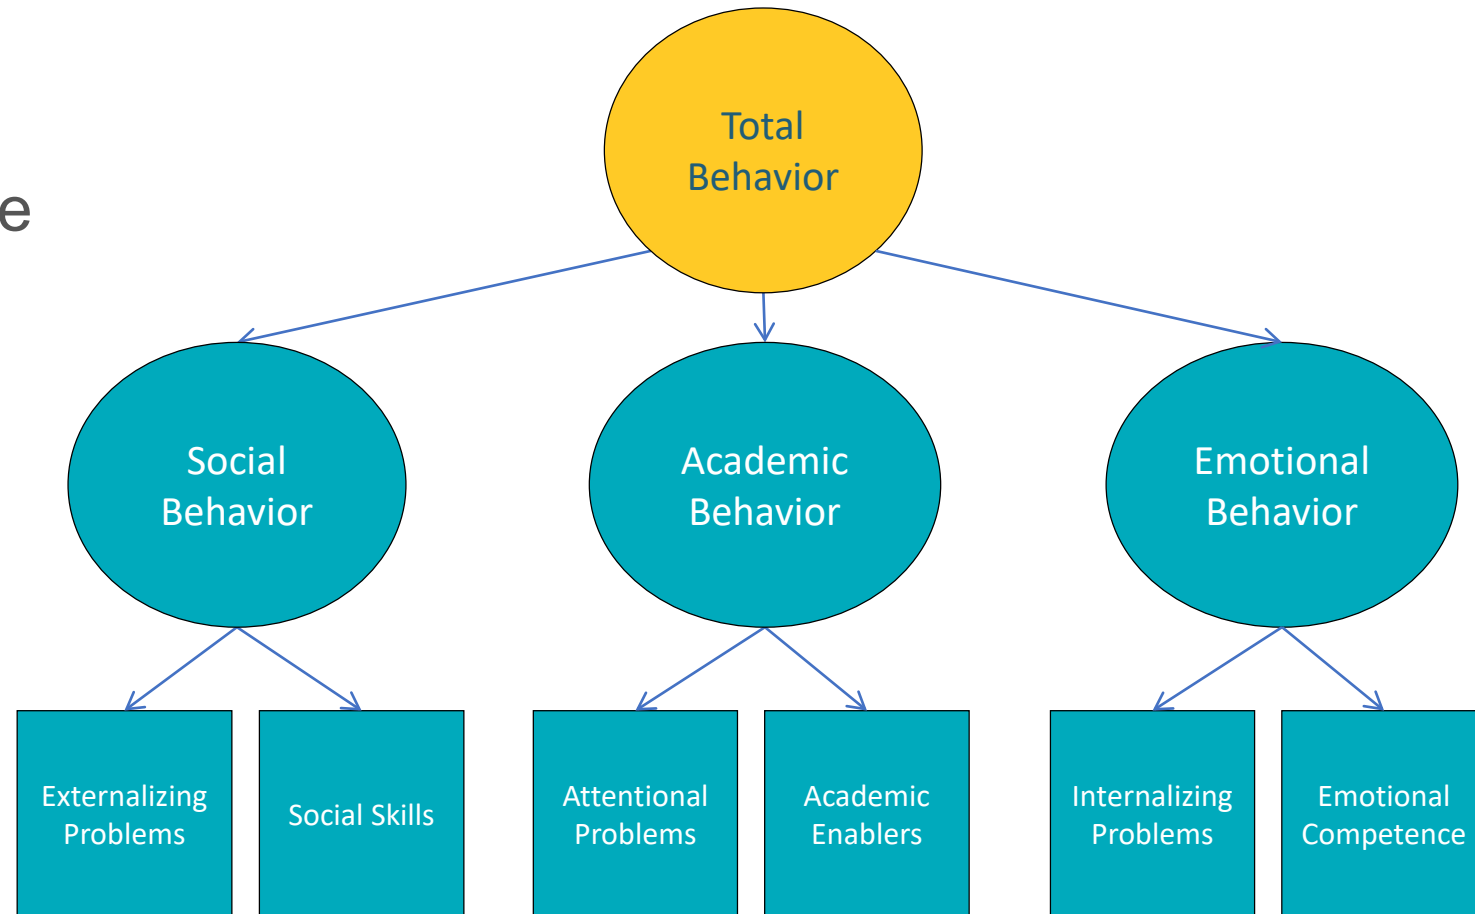 Total
Behavior
e
Social
Behavior
Academic
Behavior
Emotional
Behavior
Externalizing
Problems
Social Skills
Attentional
Problems
Academic
Enablers
Internalizing
Problems
Emotional
Competence